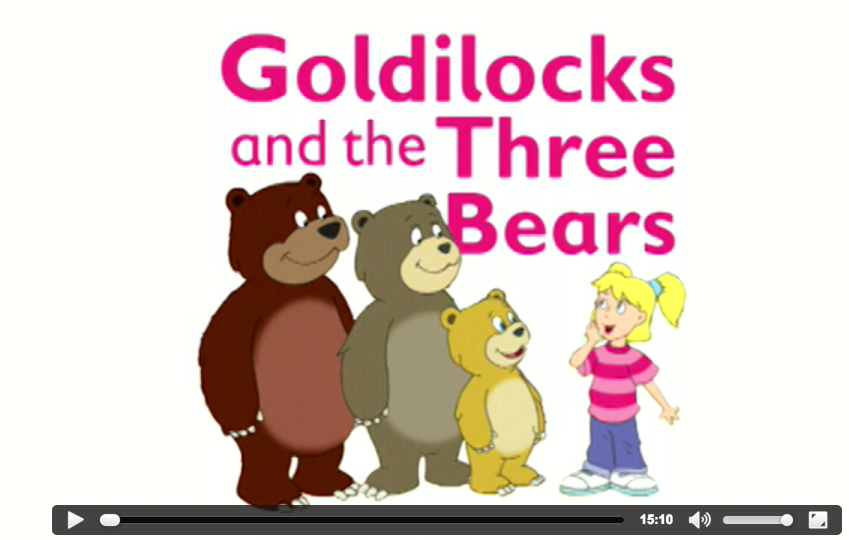 Goldilocks
and the Three
Bears
15:10